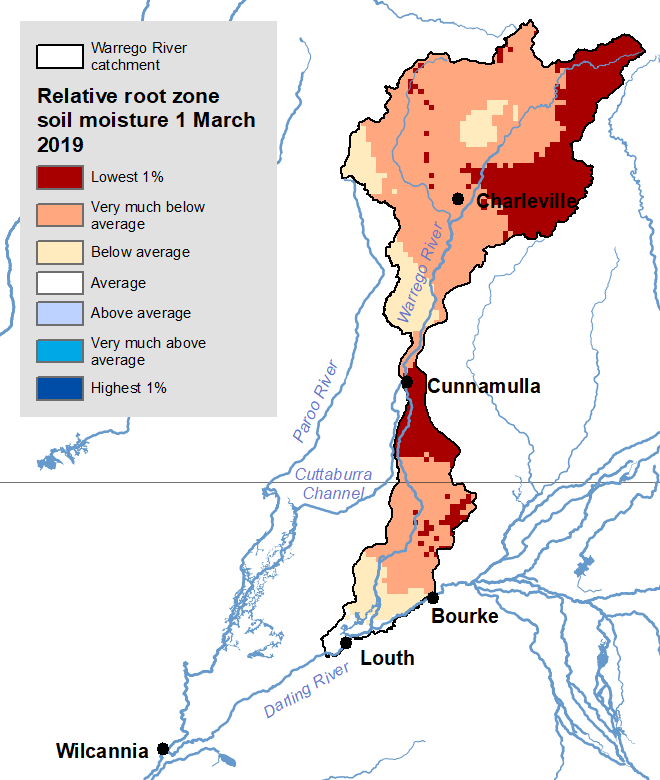 Warrego River
catchment
Relative root zone
soil moisture 1 March
2019
Lowest 1%
Very much below
average
Below average
Average
Above average
Very much above
average
Highest 1%
Charleville
Warrego River
Cunnamulla
Paroo River
Cuttaburra
Channel
Bourke
Louth
Darling River
Wilcannia